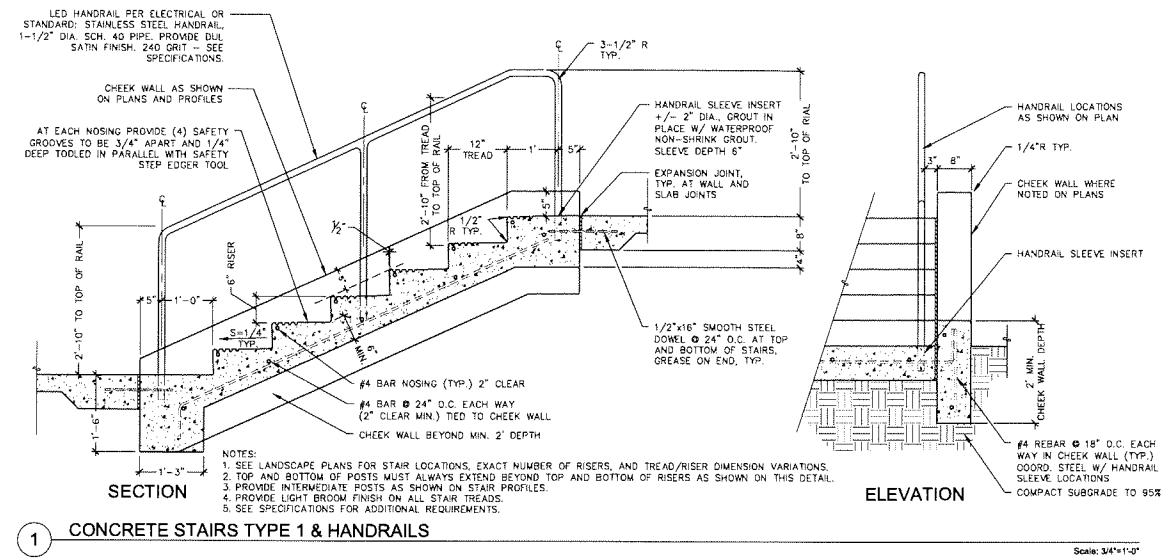 LED HANDRAIL PER ELECTRICAL OR
STANDARD: STAINLESS STEEL HANDRAIL,
1-1/2" DIA. SCH. 40 PIPE. PROVIDE DUL
SATIN FINISH. 240 GRIT - SEE
SPECIFICATIONS.
CHEEK WALL AS SHOWN
ON PLANS AND PROFILES
AT EACH NOSING PROVIDE (4) SAFETY
GROOVES TO BE 3/4" APART AND 1/4"
DEEP TOOLED IN PARALLEL WITH SAFETY
STEP EDGER TOOL
2'-10" TO TOP OF RAIL
5"
1'-0"
6" RISER
S=1/4"
TYP.
1/2"
5"
6"
MIN.
2'-10" FROM TREAD
TO TOP OF RAIL
12"
TREAD
1'
5"
1/2"
R TYP.
5"
3-1/2" R
TYP.
HANDRAIL SLEEVE INSERT
+/- 2" DIA., GROUT IN
PLACE W/ WATERPROOF
NON-SHRINK GROUT.
SLEEVE DEPTH 6"
EXPANSION JOINT,
TYP. AT WALL AND
SLAB JOINTS
2'-10"
TO TOP OF RIAL
8"
4"
1/2"x16" SMOOTH STEEL
DOWEL @ 24" O.C. AT TOP
AND BOTTOM OF STAIRS,
GREASE ON END, TYP.
1'-6"
1'-3"
#4 BAR NOSING (TYP.) 2" CLEAR
#4 BAR @ 24" O.C. EACH WAY
(2" CLEAR MIN.) TIED TO CHEEK WALL
CHEEK WALL BEYOND MIN. 2' DEPTH
SECTION
HANDRAIL LOCATIONS
AS SHOWN ON PLAN
3"
8"
1/4"R TYP.
CHEEK WALL WHERE
NOTED ON PLANS
HANDRAIL SLEEVE INSERT
2' MIN.
CHEEK WALL DEPTH
#4 REBAR @ 18" O.C. EACH
WAY IN CHEEK WALL (TYP.)
COORD. STEEL W/ HANDRAIL
SLEEVE LOCATIONS
COMPACT SUBGRADE TO 95%
ELEVATION
NOTES:
1. SEE LANDSCAPE PLANS FOR STAIR LOCATIONS, EXACT NUMBER OF RISERS, AND TREAD/RISER DIMENSION VARIATIONS.
2. TOP AND BOTTOM OF POSTS MUST ALWAYS EXTEND BEYOND TOP AND BOTTOM OF RISERS AS SHOWN ON THIS DETAIL.
3. PROVIDE INTERMEDIATE POSTS AS SHOWN ON STAIR PROFILES.
4. PROVIDE LIGHT BROOM FINISH ON ALL STAIR TREADS.
5. SEE SPECIFICATIONS FOR ADDITIONAL REQUIREMENTS.
1
CONCRETE STAIRS TYPE 1 & HANDRAILS
Scale: 3/4"=1'-0"